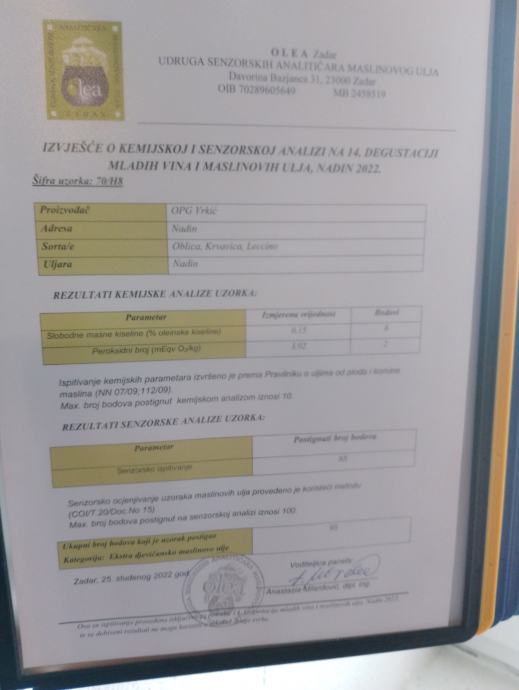 OLEA Zadar
UDRUGA SENZORSKIH ANALITIČARA MASLINOVOG ULJA
Davorina Bazjanca 31, 23000 Zadar
OIB 70289605649 MB 2458519
olea
IZVJEŠĆE O KEMIJSKOJ I SENZORSKOJ ANALIZI NA 14. DEGUSTACIJI
MLADIH VINA I MASLINOVIH ULJA, NADIN 2022.
Šifra uzorka: 70/H8
Proizvođač OPG Vrkić
Adresa Nadin
Sorta/e Oblica, Krvavica, Leccino
Uljara Nadin
REZULTATI KEMIJSKE ANALIZE UZORKA:
Parametar Izmjerena vrijednost Bodovi
Slobodne masne kiseline (% oleinske kiseline) 0,15
Peroksidni broj (mEqv O₂/kg) 2
Ispitivanje kemijskih parametara izvršeno je prema Pravilniku o uljima od ploda i komine
maslina (NN 07/09;112/09).
Max. broj bodova postignut kemijskom analizom iznosi 10.
REZULTATI SENZORSKE ANALIZE UZORKA:
Parametar Postignuti broj bodova
Senzorsko ispitivanje
Senzorsko ocjenjivanje uzoraka maslinovih ulja provedeno je koristeći metodu
(COI/T.20/Doc.No 15)
Max. broj bodova postignut na senzorskoj analizi iznosi 100.
Ukupni broj bodova koji je uzorak postigao
Kategorija: Ekstra djevičansko maslinovo ulje
Zadar, 25. studenog 2022 god.
Voditeljica panela:
olea
Anastazija dipl. ing.